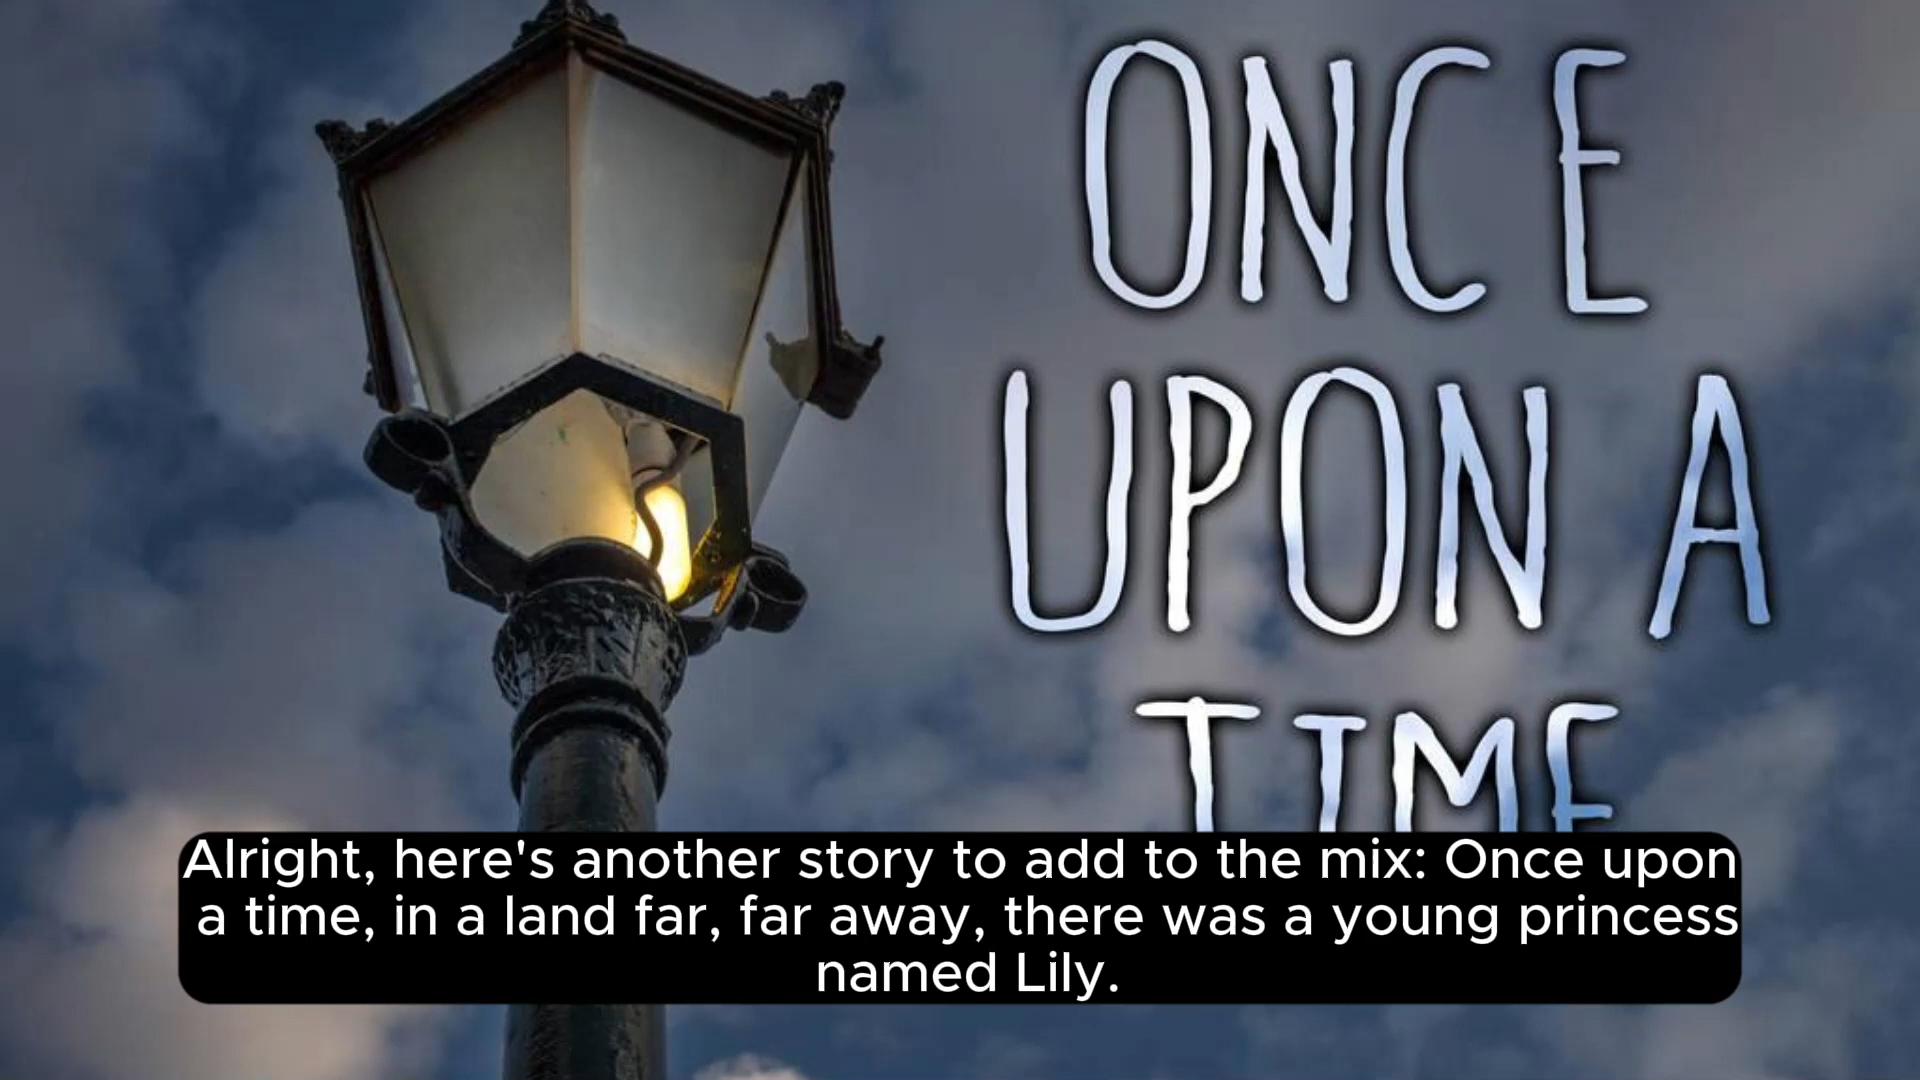 ONCE
UPON A
TIME
Alright, here's another story to add to the mix: Once upon
a time, in a land far, far away, there was a young princess
named Lily.